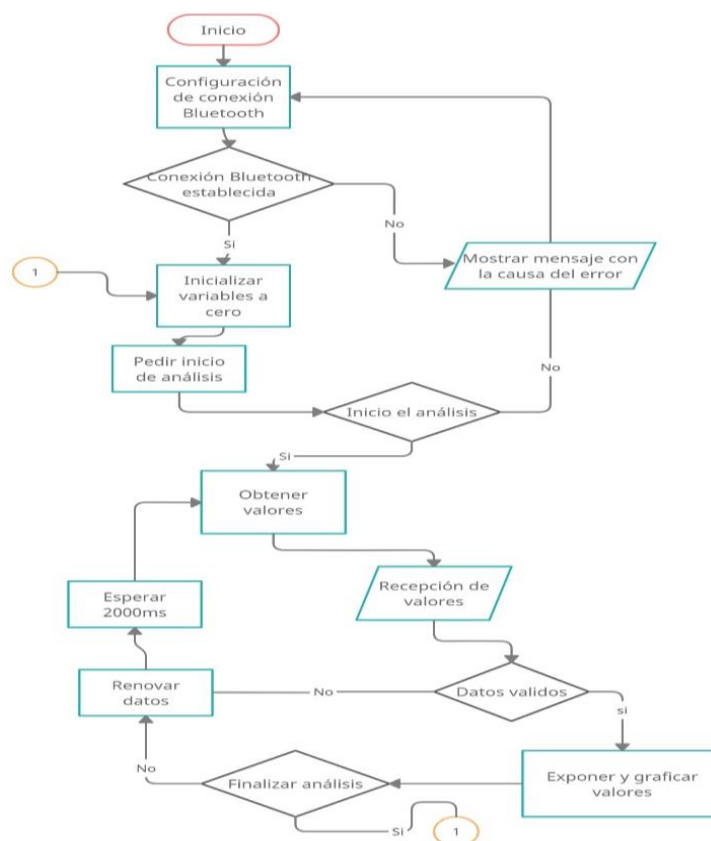 Inicio
Configuración
de conexión
Bluetooth
Conexión Bluetooth
establecida
No
Si
1
Inicializar
variables a
cero
Mostrar mensaje con
la causa del error
Pedir inicio
de análisis
No
Inicio el análisis
Si
Obtener
valores
Esperar
2000ms
Recepción de
valores
Renovar
datos
No
Datos validos
si
No
Finalizar análisis
Exponer y graficar
valores
Si
1